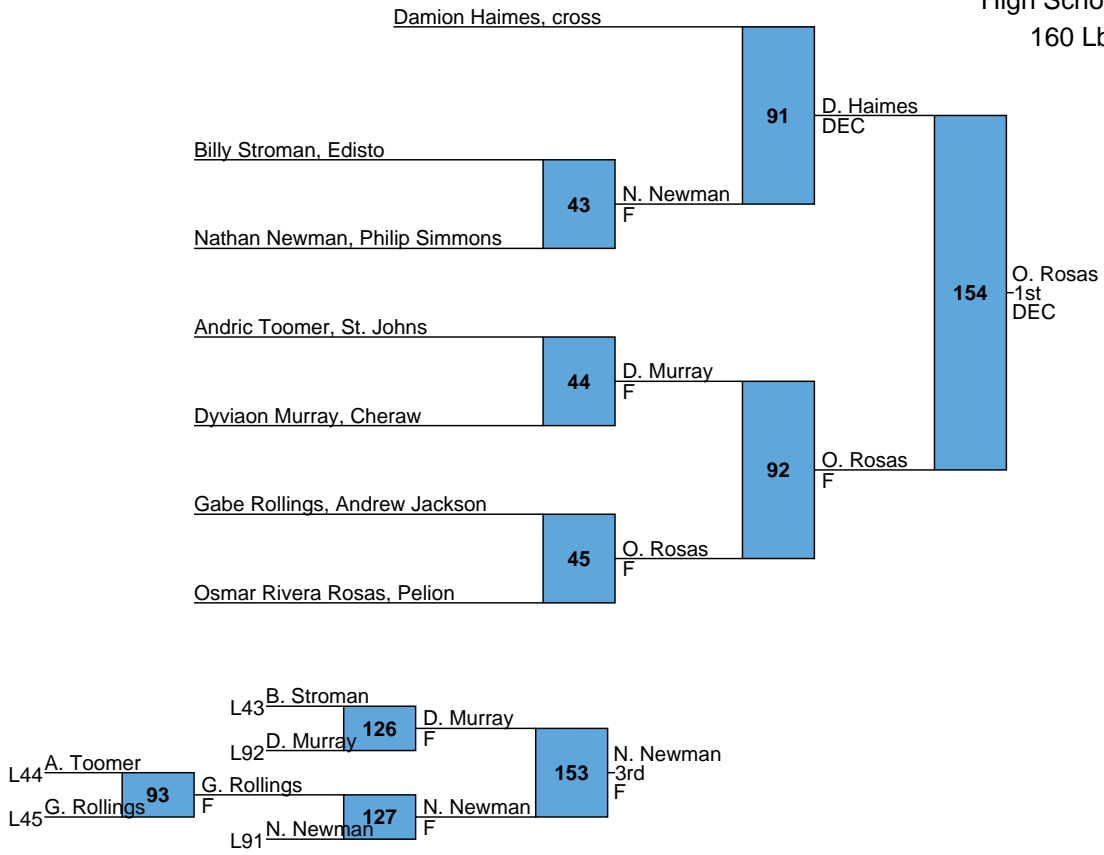 High Scho
160 Lb
Damion Haimes, cross
91
D. Haimes
DEC
Billy Stroman, Edisto
43
N. Newman
F
Nathan Newman, Philip Simmons
154
O. Rosas
1st
DEC
Andric Toomer, St. Johns
44
D. Murray
F
Dyviaon Murray, Cheraw
92
O. Rosas
F
Gabe Rollings, Andrew Jackson
45
O. Rosas
F
Osmar Rivera Rosas, Pelion
L43 B. Stroman
126
D. Murray
F
L92 D. Murray
153
N. Newman
3rd
F
L44 A. Toomer
93
G. Rollings
F
L45 G. Rollings
127
N. Newman
F
L91 N. Newman